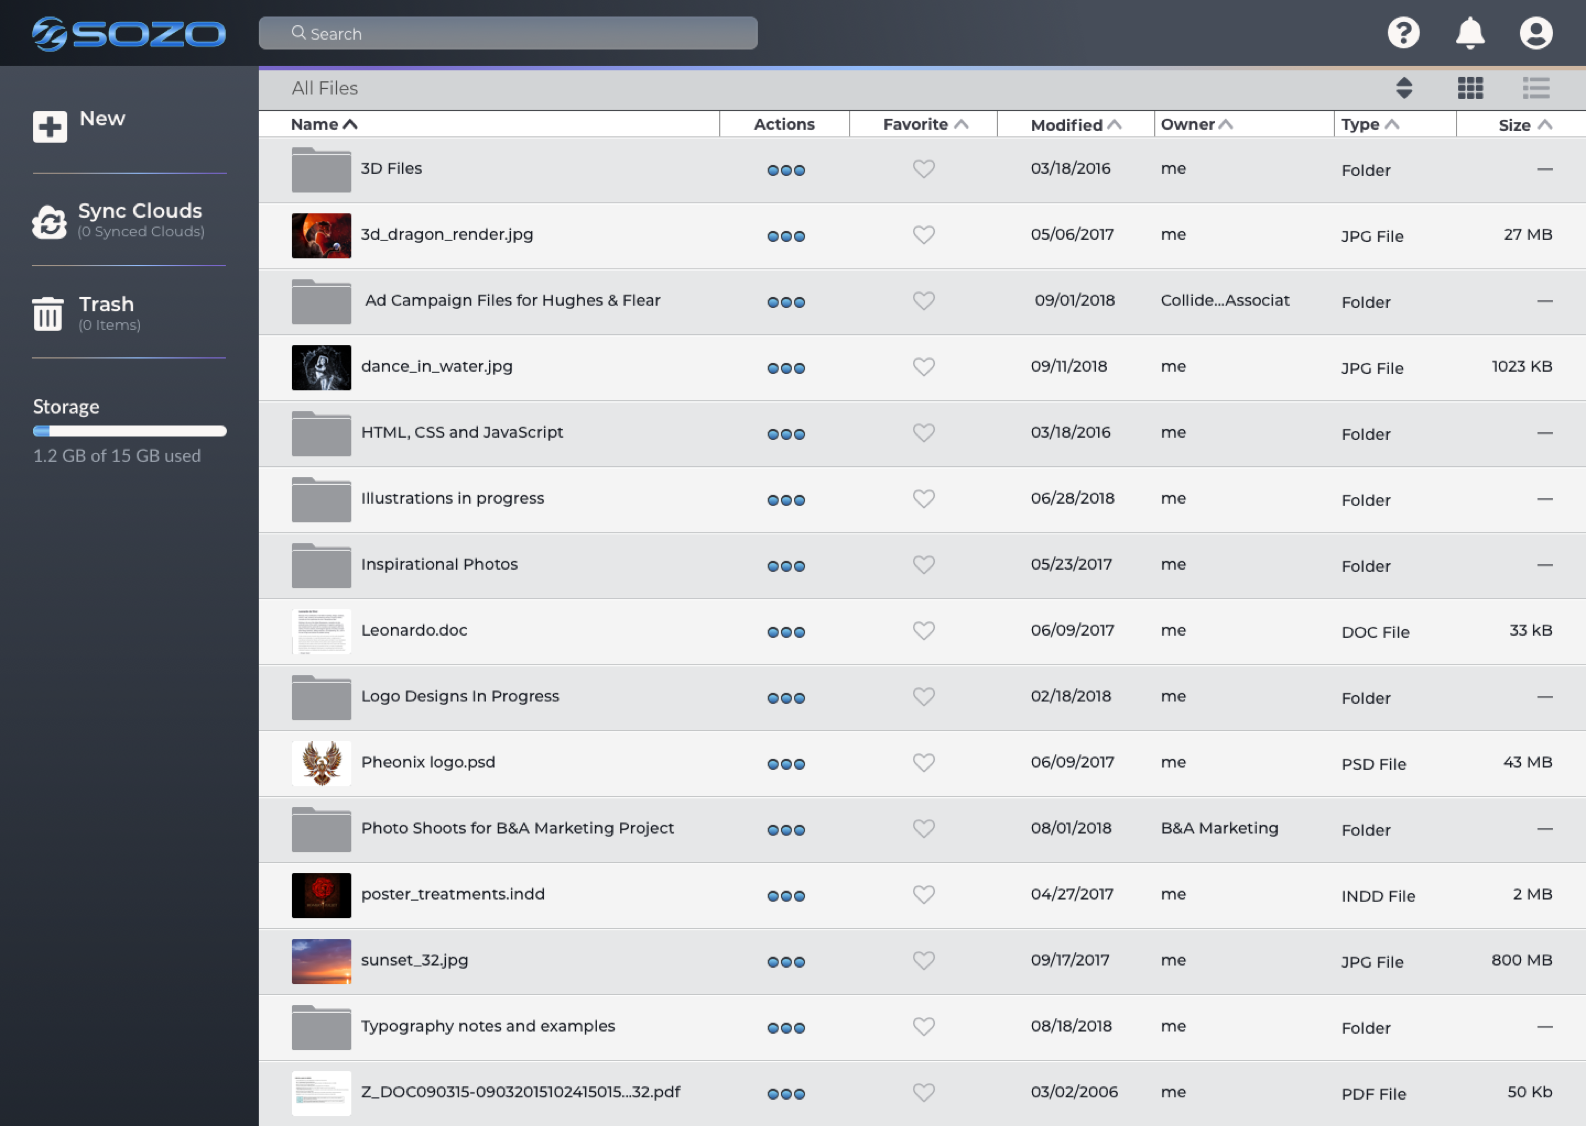 SOZO
Search
All Files
New
Sync Clouds
(0 Synced Clouds)
Trash
(0 Items)
Storage
1.2 GB of 15 GB used
Name Actions Favorite Modified Owner Type Size
3D Files 03/18/2016 me Folder —
3d_dragon_render.jpg 05/06/2017 me JPG File 27 MB
Ad Campaign Files for Hughes & Flear 09/01/2018 Collide...Associat Folder —
dance_in_water.jpg 09/11/2018 me JPG File 1023 KB
HTML, CSS and JavaScript 03/18/2016 me Folder —
Illustrations in progress 06/28/2018 me Folder —
Inspirational Photos 05/23/2017 me Folder —
Leonardo.doc 06/09/2017 me DOC File 33 kB
Logo Designs In Progress 02/18/2018 me Folder —
Pheonix logo.psd 06/09/2017 me PSD File 43 MB
Photo Shoots for B&A Marketing Project 08/01/2018 B&A Marketing Folder —
poster_treatments.indd 04/27/2017 me INDD File 2 MB
sunset_32.jpg 09/17/2017 me JPG File 800 MB
Typography notes and examples 08/18/2018 me Folder —
Z_DOC090315-09032015102415015...32.pdf 03/02/2006 me PDF File 50 Kb